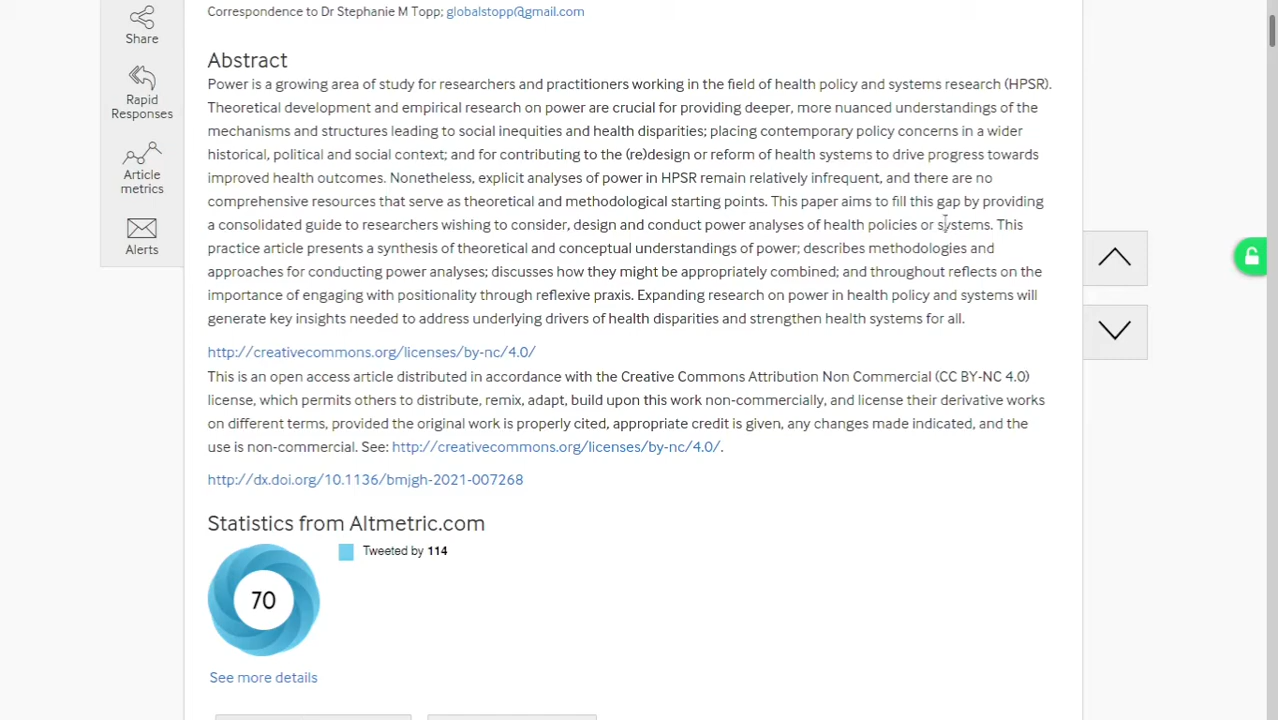 Correspondence to Dr Stephanie M Topp; globalstopp@gmail.com
Share
Abstract
Power is a growing area of study for researchers and practitioners working in the field of health policy and systems research (HPSR).
Theoretical development and empirical research on power are crucial for providing deeper, more nuanced understandings of the
mechanisms and structures leading to social inequities and health disparities; placing contemporary policy concerns in a wider
historical, political and social context; and for contributing to the (re)design or reform of health systems to drive progress towards
improved health outcomes. Nonetheless, explicit analyses of power in HPSR remain relatively infrequent, and there are no
comprehensive resources that serve as theoretical and methodological starting points. This paper aims to fill this gap by providing
a consolidated guide to researchers wishing to consider, design and conduct power analyses of health policies or systems. This
practice article presents a synthesis of theoretical and conceptual understandings of power; describes methodologies and
approaches for conducting power analyses; discusses how they might be appropriately combined; and throughout reflects on the
importance of engaging with positionality through reflexive praxis. Expanding research on power in health policy and systems will
generate key insights needed to address underlying drivers of health disparities and strengthen health systems for all.
Rapid
Responses
Article
metrics
Alerts
http://creativecommons.org/licenses/by-nc/4.0/
This is an open access article distributed in accordance with the Creative Commons Attribution Non Commercial (CC BY-NC 4.0)
license, which permits others to distribute, remix, adapt, build upon this work non-commercially, and license their derivative works
on different terms, provided the original work is properly cited, appropriate credit is given, any changes made indicated, and the
use is non-commercial. See: http://creativecommons.org/licenses/by-nc/4.0/.
http://dx.doi.org/10.1136/bmjgh-2021-007268
Statistics from Altmetric.com
Tweeted by 114
70
See more details